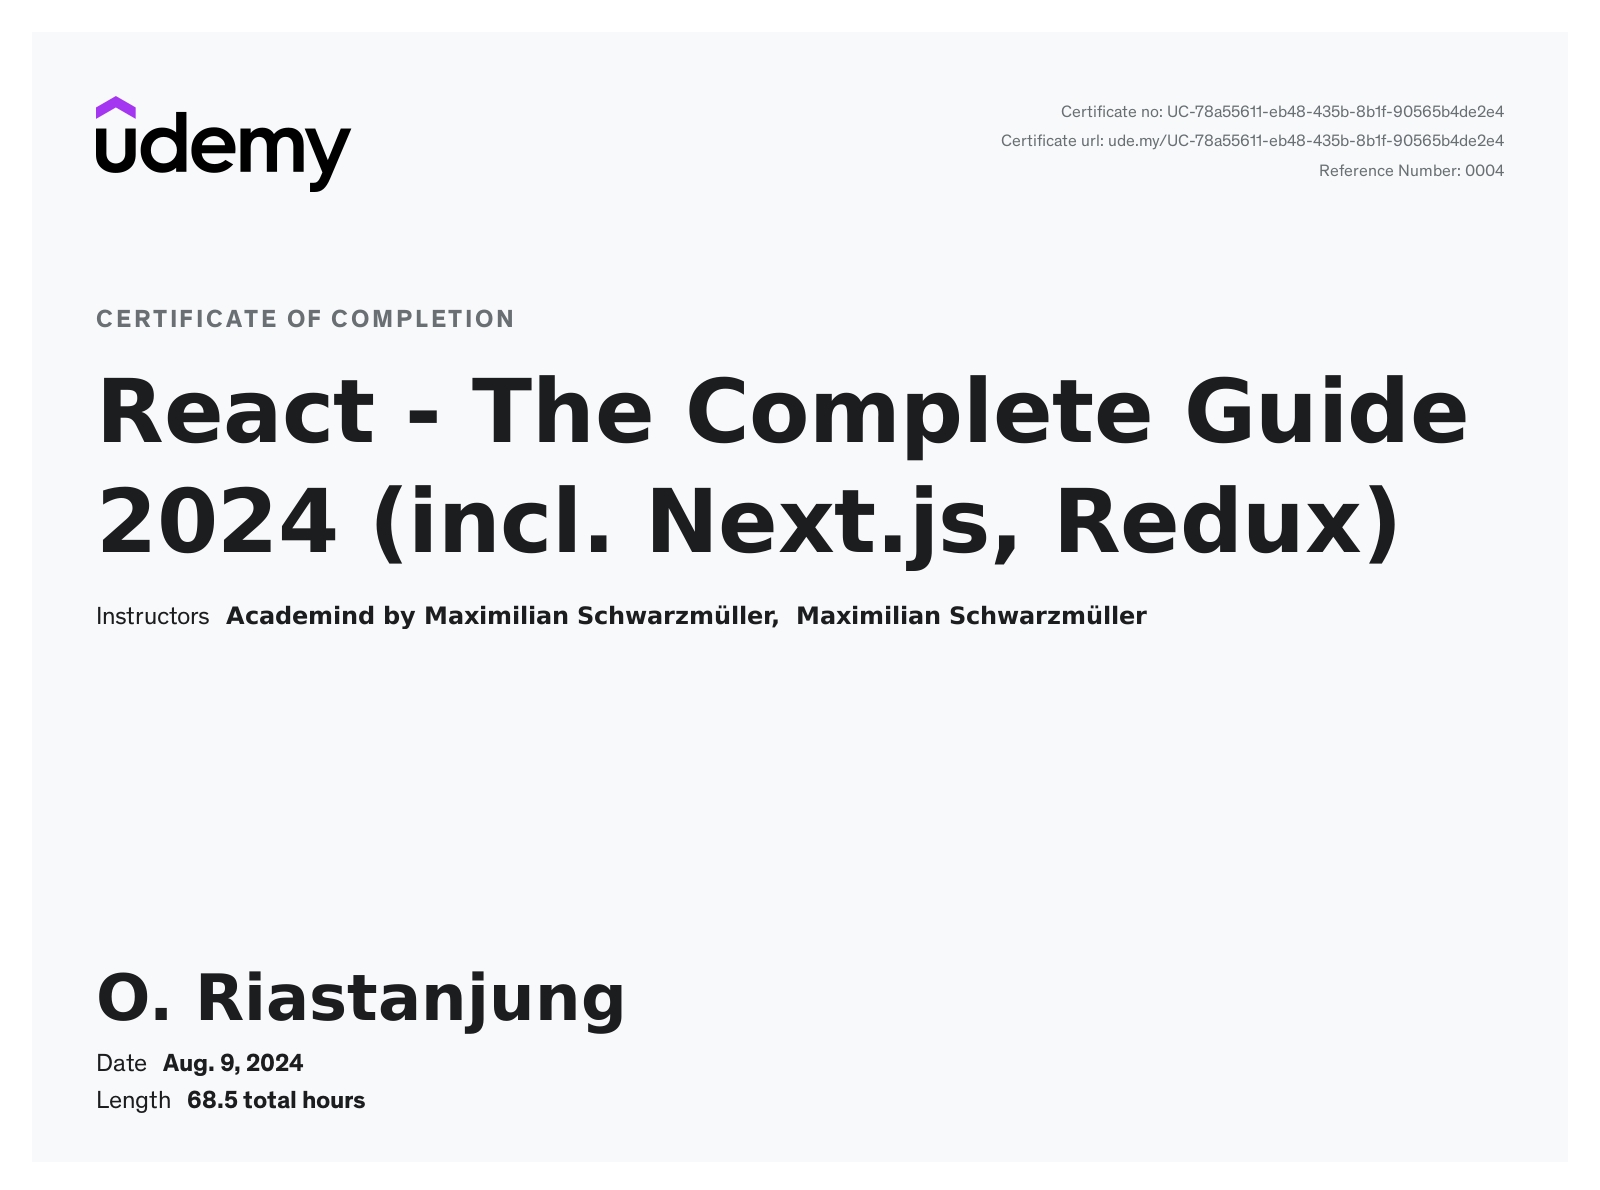 udemy
Certificate no: UC-78a55611-eb48-435b-8b1f-90565b4de2e4
Certificate url: ude.my/UC-78a55611-eb48-435b-8b1f-90565b4de2e4
Reference Number: 0004
CERTIFICATE OF COMPLETION
React - The Complete Guide
2024 (incl. Next.js, Redux)
Instructors Academind by Maximilian Schwarzmüller, Maximilian Schwarzmüller
O. Riastanjung
Date Aug. 9, 2024
Length 68.5 total hours